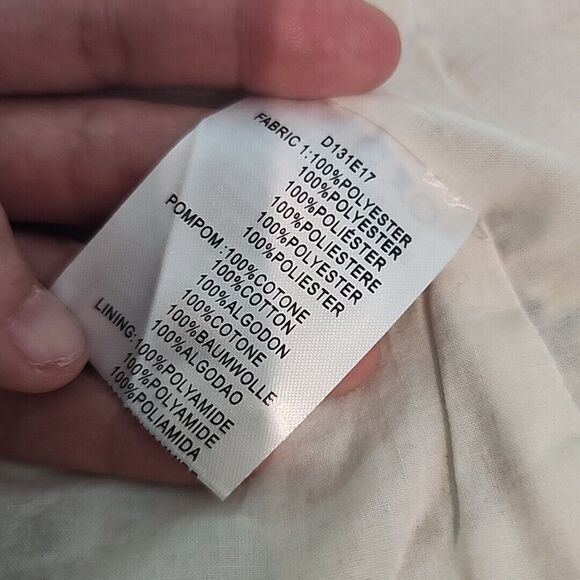 D131E17
FABRIC 1:100%POLYESTER
100%POLYESTER
100%POLIÉSTER
100%POLIESTERE
100%POLYESTER
100%POLIESTER
POMPOM :100%COTONE
100%COTTON
100%ALGODON
100%COTONE
100%BAUMWOLLE
100%ALGODAO
LINING: 100%POLYAMIDE
100%POLYAMIDE
100%POLIAMIDA